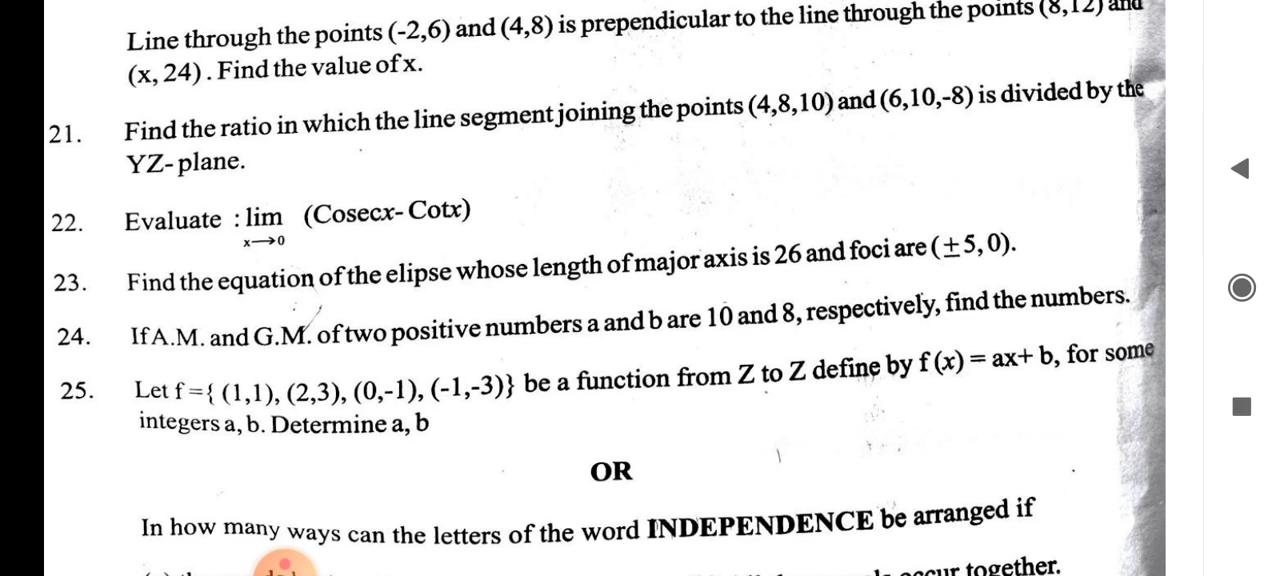 Line through the points (-2,6) and (4,8) is prependicular to the line through the points (8,12) and
(x, 24) . Find the value of x.
21. Find the ratio in which the line segment joining the points (4,8,10) and (6,10,-8) is divided by the
YZ- plane.
22. Evaluate : lim (Cosecx- Cotx)
x→0
23. Find the equation of the elipse whose length of major axis is 26 and foci are (±5, 0).
24. If A.M. and G.M. of two positive numbers a and b are 10 and 8, respectively, find the numbers.
25. Let f ={ (1,1), (2,3), (0,-1), (-1,-3)} be a function from Z to Z define by f (x) = ax+ b, for some
integers a, b. Determine a, b
OR
In how many ways can the letters of the word INDEPENDENCE be arranged if
occur together.